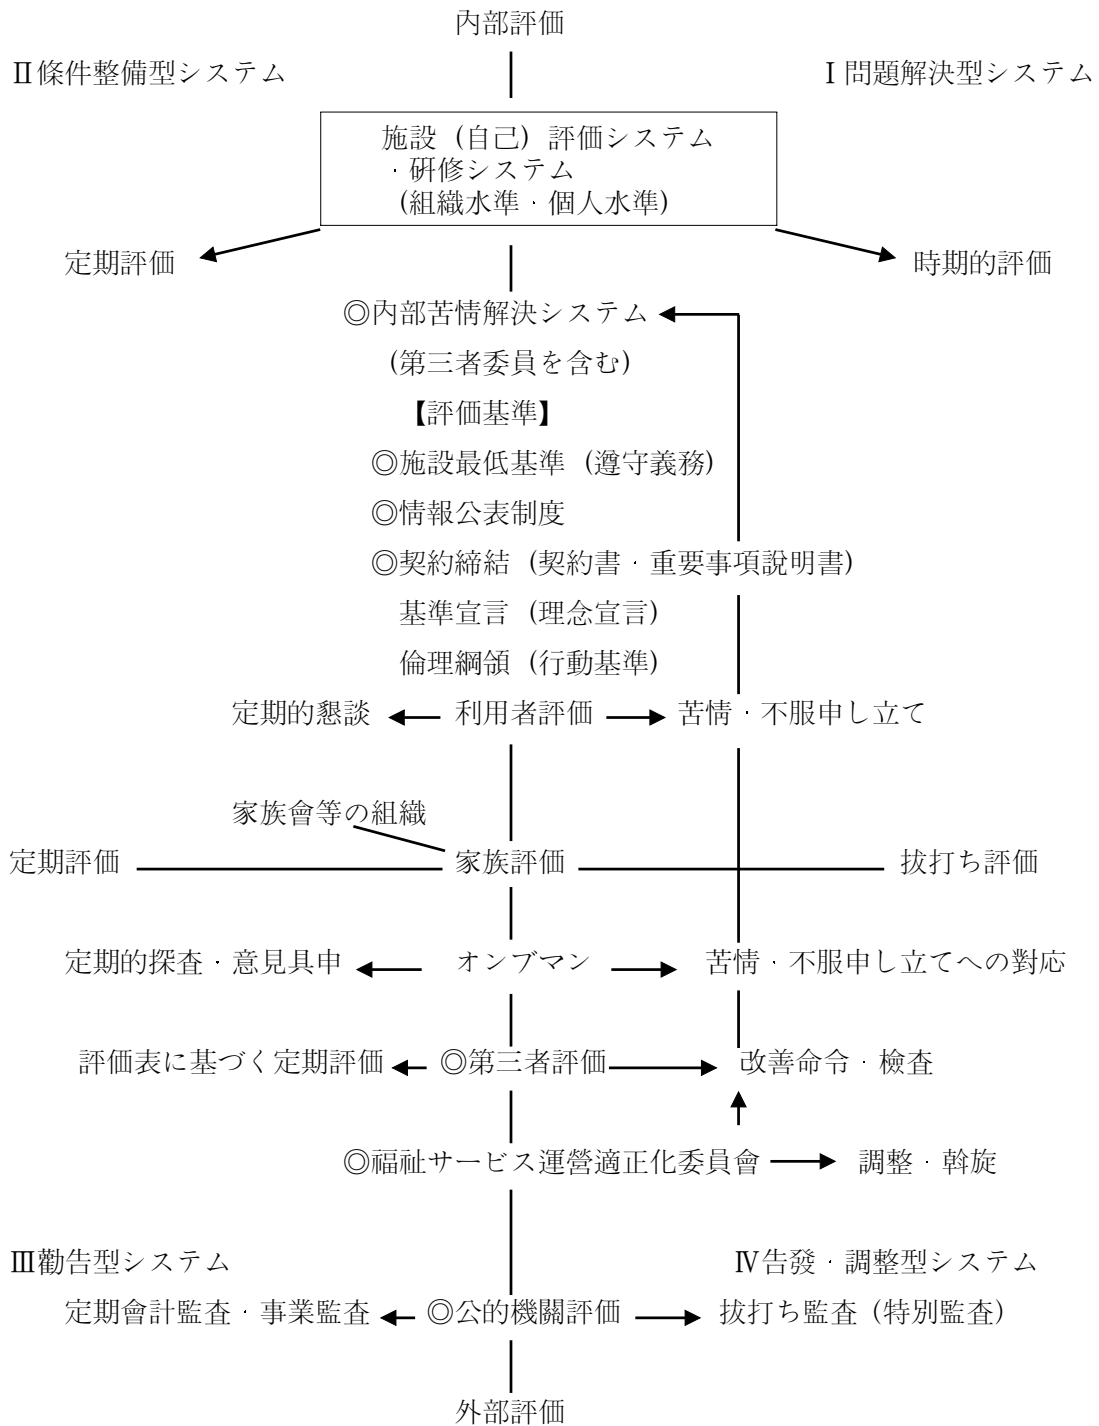 内部評価
Ⅱ條件整備型システム
Ⅰ問題解決型システム
施設 (自己) 評価システム
·硏修システム
(組織水準·個人水準)
定期評価
時期的評価
◎内部苦情解決システム
(第三者委員を含む)
【評価基準】
◎施設最低基準 (遵守義務)
◎情報公表制度
◎契約締結 (契約書·重要事項說明書)
基準宣言 (理念宣言)
倫理綱領 (行動基準)
定期的懇談
利用者評価
苦情·不服申し立て
家族會等の組織
定期評価
家族評価
拔打ち評価
定期的探査·意見具申
オンブマン
苦情·不服申し立てへの對応
評価表に基づく定期評価
◎第三者評価
改善命令·檢査
◎福祉サービス運營適正化委員會
調整·斡旋
Ⅲ勸告型システム
Ⅳ告發·調整型システム
定期會計監査·事業監査
◎公的機關評価
拔打ち監査 (特別監査)
外部評価